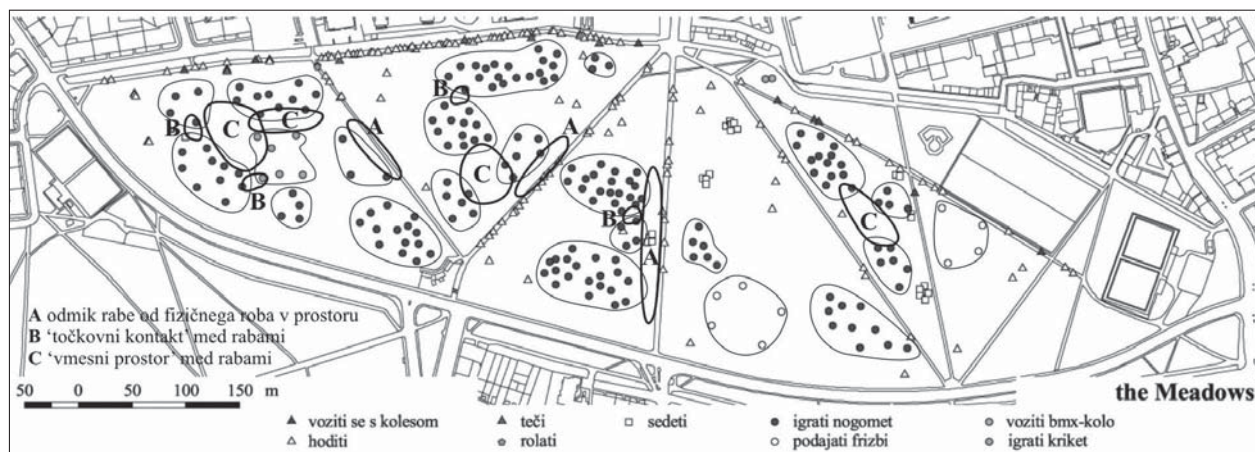 B
C
C
A
B
B
B
C
A
B
A
C
A odmik rabe od fizičnega roba v prostoru
B ‘točkovni kontakt’ med rabami
C ‘vmesni prostor’ med rabami
50 0 50 100 150 m
the Meadows
voziti se s kolesom teči sedeti igrati nogomet voziti bmx-kolo
hoditi rolati podajati frizbi igrati kriket